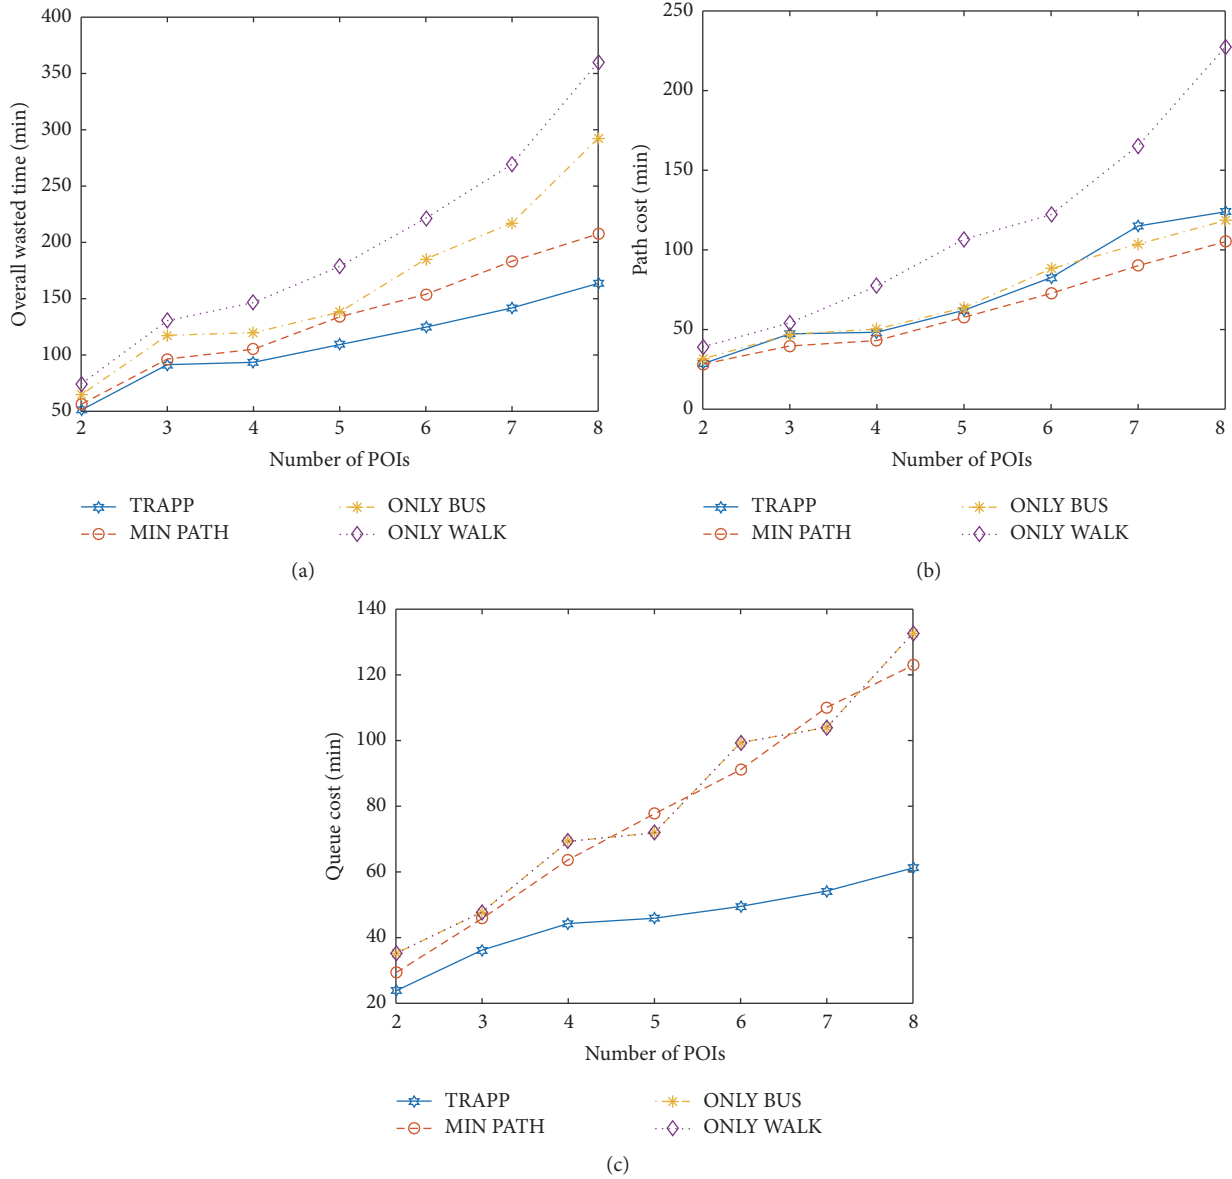 400
350
300
250
200
150
100
50
Overall wasted time (min)
2 3 4 5 6 7 8
Number of POIs
TRAPP
MIN PATH
ONLY BUS
ONLY WALK
(a)
250
200
150
100
50
0
Path cost (min)
2 3 4 5 6 7 8
Number of POIs
TRAPP
MIN PATH
ONLY BUS
ONLY WALK
(b)
140
120
100
80
60
40
20
Queue cost (min)
2 3 4 5 6 7 8
Number of POIs
TRAPP
MIN PATH
ONLY BUS
ONLY WALK
(c)